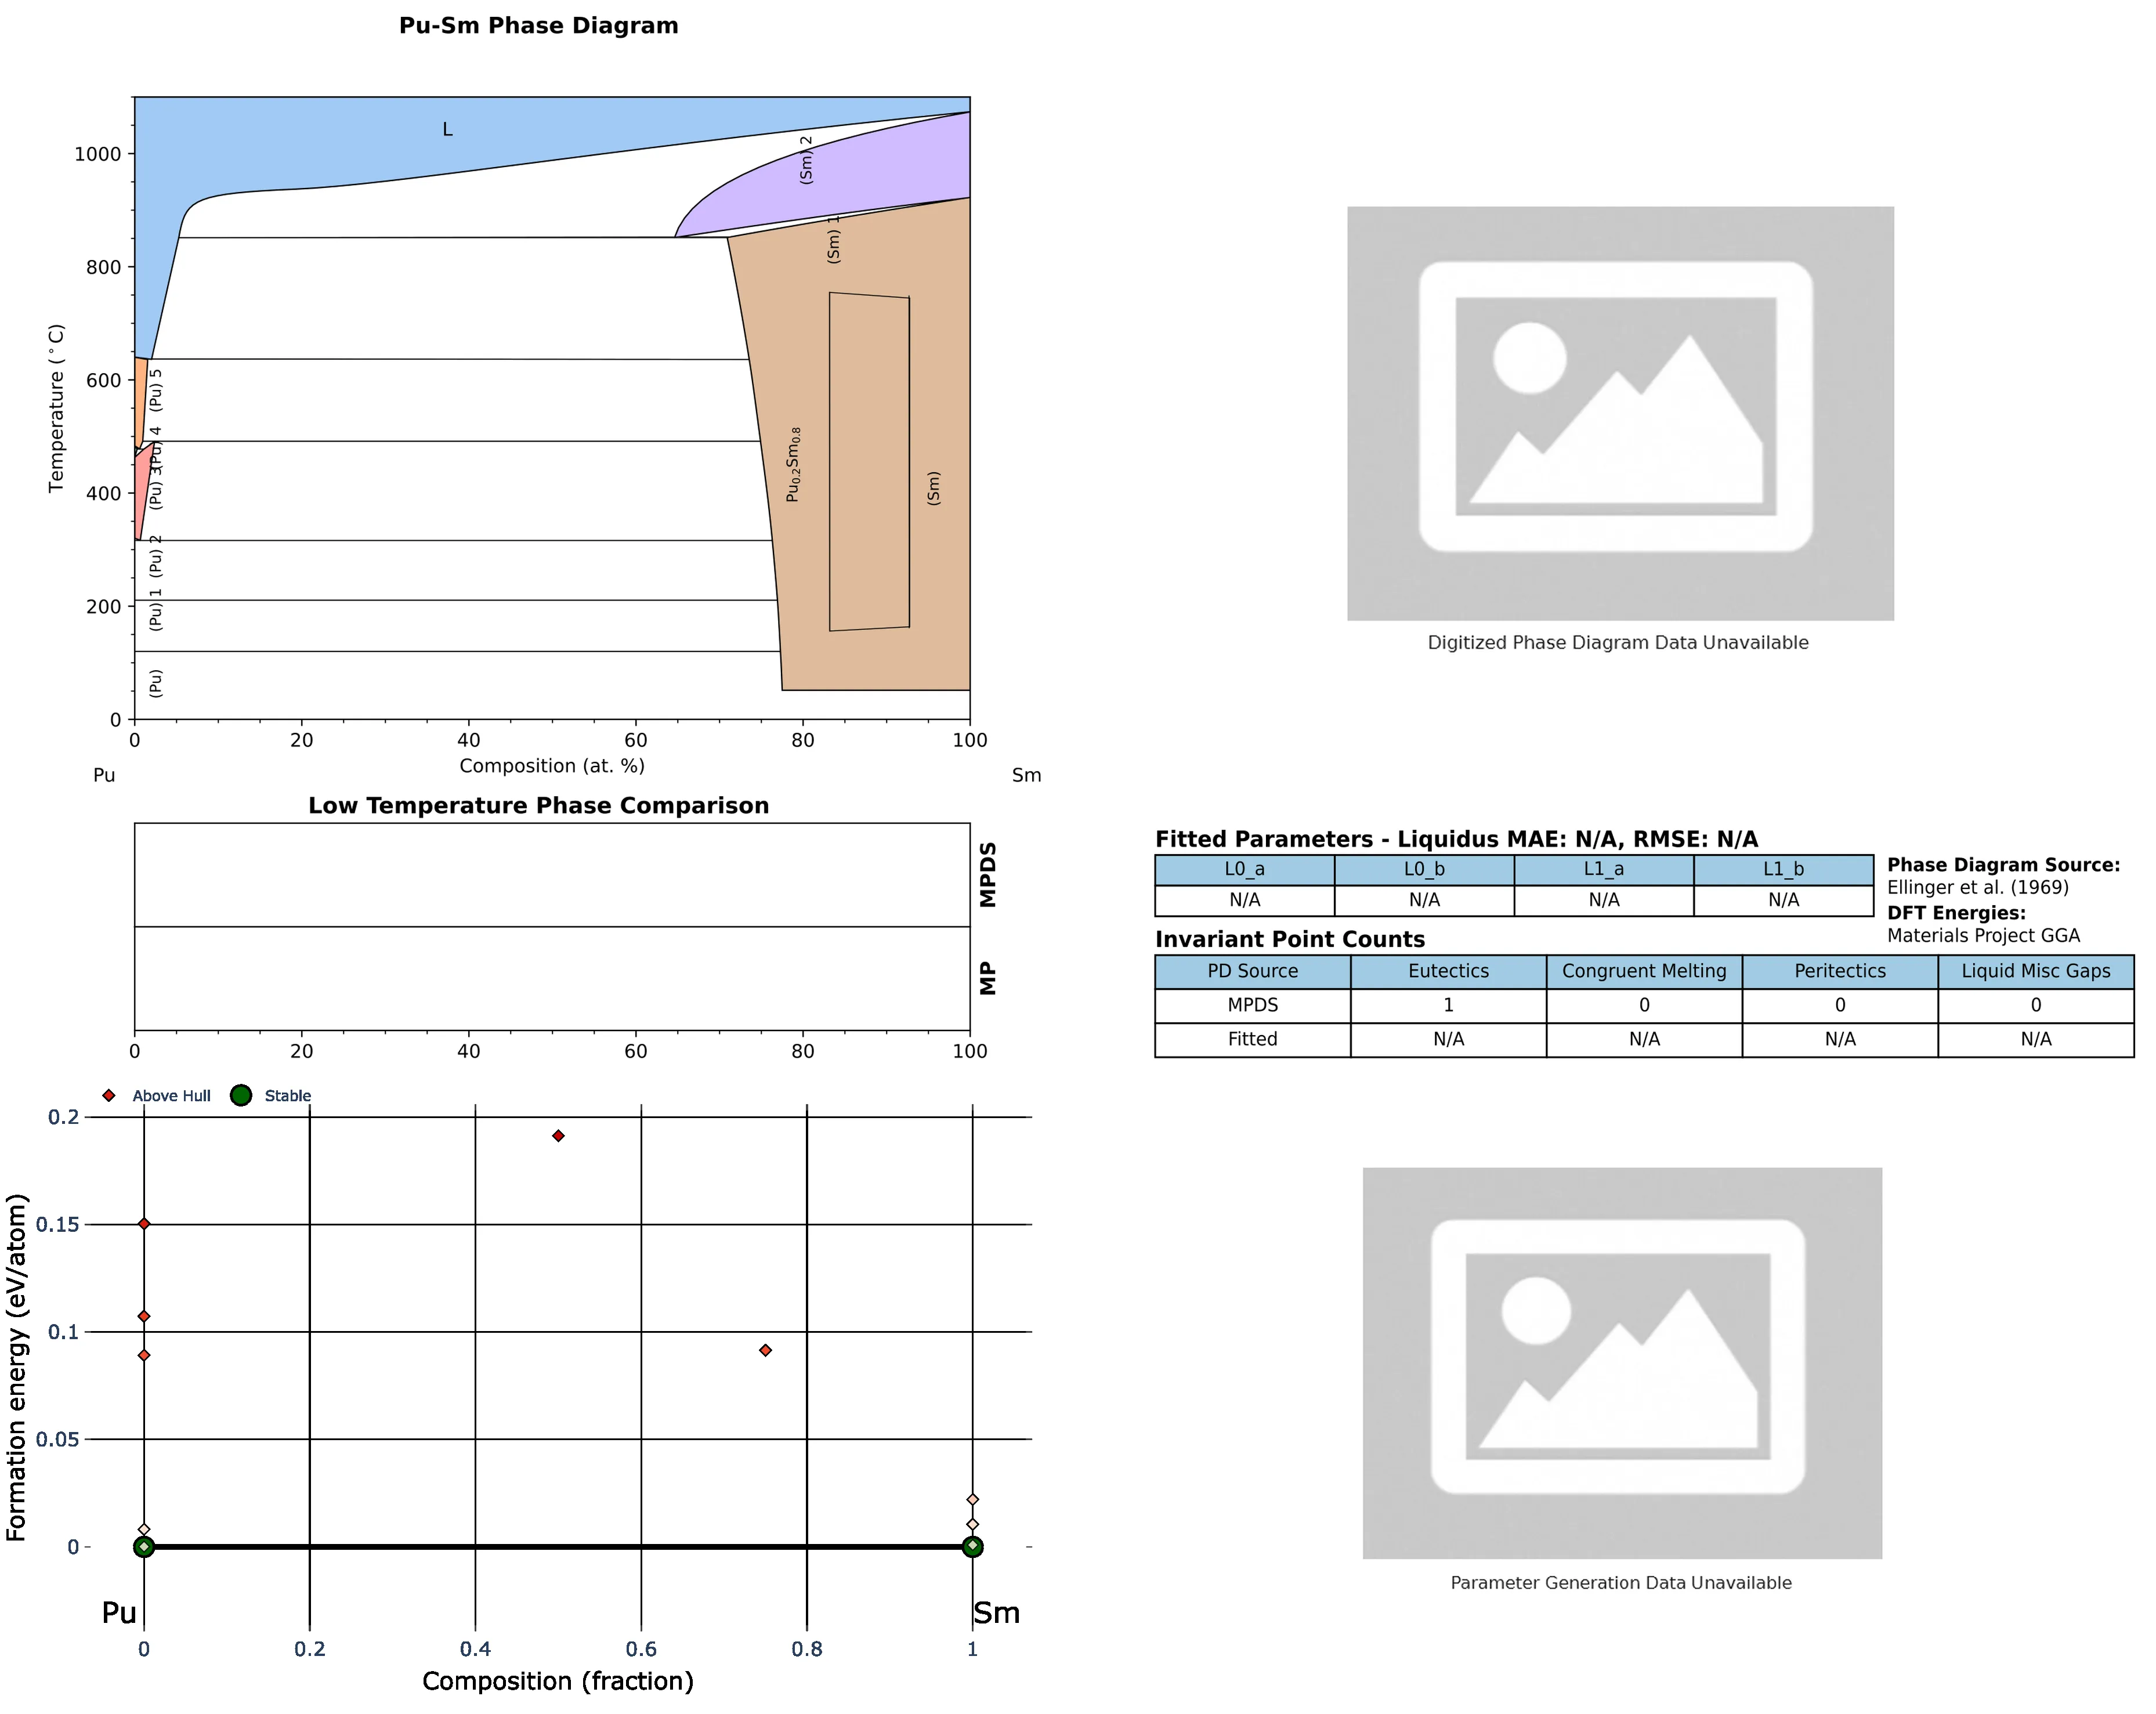 Pu-Sm Phase Diagram
L
(Sm) 2
(Sm) 1
Pu0.2Sm0.8
(Sm)
(Pu) 5
(Pu) 4
(Pu) 3
(Pu) 2
(Pu) 1
(Pu)
Temperature (°C)
1000
800
600
400
200
0
0 20 40 60 80 100
Composition (at. %)
Pu Sm
Digitized Phase Diagram Data Unavailable
Low Temperature Phase Comparison
MPDS
MP
0 20 40 60 80 100
Fitted Parameters - Liquidus MAE: N/A, RMSE: N/A
L0_a L0_b L1_a L1_b
N/A N/A N/A N/A
Phase Diagram Source:
Ellinger et al. (1969)
DFT Energies:
Materials Project GGA
Invariant Point Counts
PD Source Eutectics Congruent Melting Peritectics Liquid Misc Gaps
MPDS 1 0 0 0
Fitted N/A N/A N/A N/A
Above Hull Stable
Formation energy (eV/atom)
0.2
0.15
0.1
0.05
0
Pu Sm
0 0.2 0.4 0.6 0.8 1
Composition (fraction)
Parameter Generation Data Unavailable